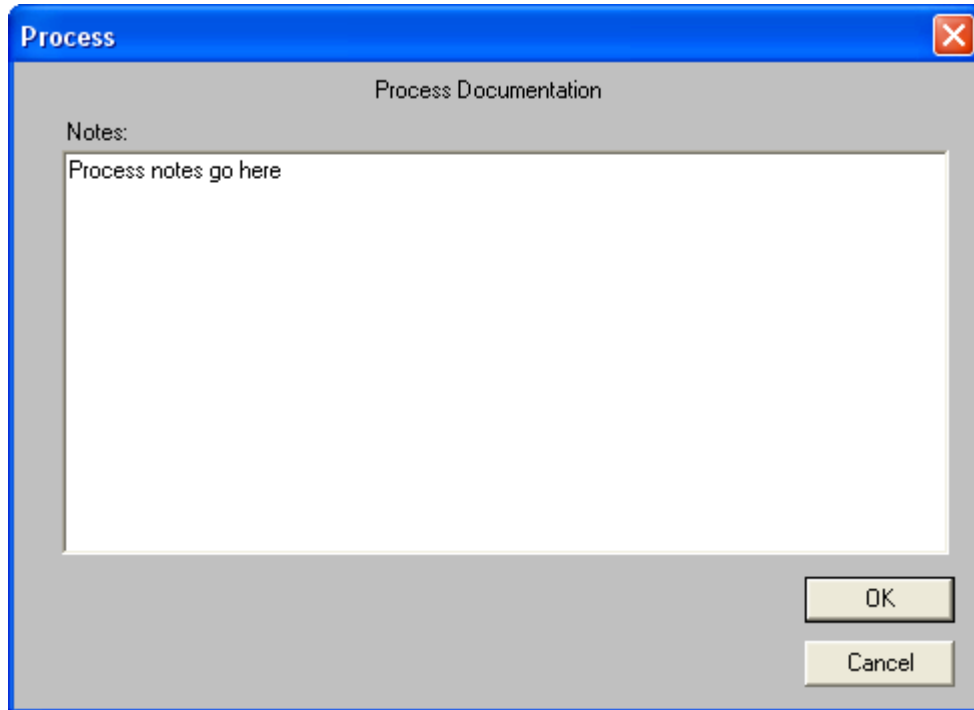 Process
Process Documentation
Notes:
Process notes go here
OK
Cancel